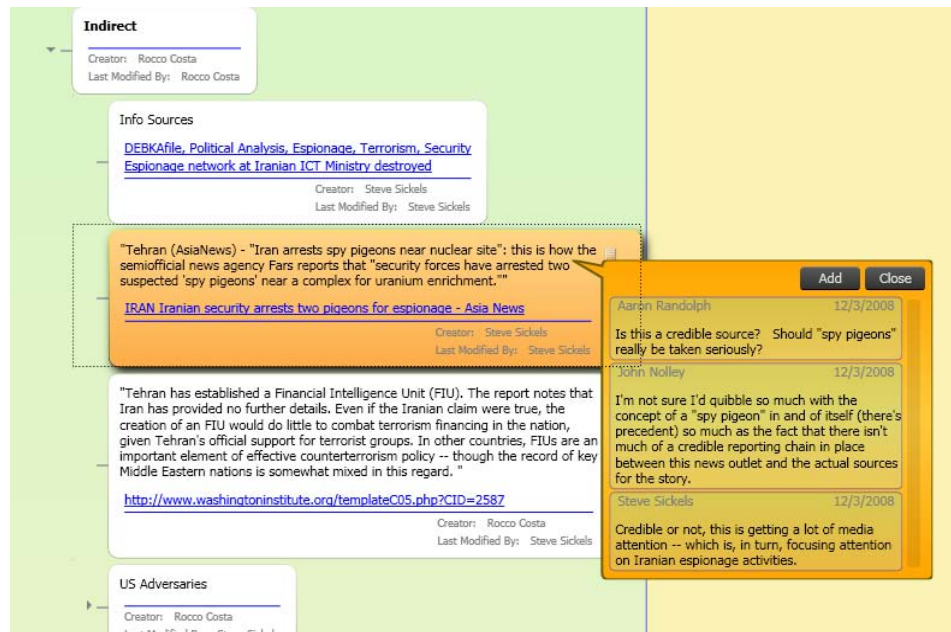 Indirect
Creator: Rocco Costa
Last Modified By: Rocco Costa
Info Sources
DEBKAfile, Political Analysis, Espionage, Terrorism, Security
Espionage network at Iranian ICT Ministry destroyed
Creator: Steve Sickels
Last Modified By: Steve Sickels
"Tehran (AsiaNews) - "Iran arrests spy pigeons near nuclear site": this is how the
semiofficial news agency Fars reports that "security forces have arrested two
suspected 'spy pigeons' near a complex for uranium enrichment.""
IRAN Iranian security arrests two pigeons for espionage - Asia News
Creator: Steve Sickels
Last Modified By: Steve Sickels
Add Close
Aaron Randolph 12/3/2008
Is this a credible source? Should "spy pigeons"
really be taken seriously?
John Nolley 12/3/2008
I'm not sure I'd quibble so much with the
concept of a "spy pigeon" in and of itself (there's
precedent) so much as the fact that there isn't
much of a credible reporting chain in place
between this news outlet and the actual sources
for the story.
Steve Sickels 12/3/2008
Credible or not, this is getting a lot of media
attention -- which is, in turn, focusing attention
on Iranian espionage activities.
"Tehran has established a Financial Intelligence Unit (FIU). The report notes that
Iran has provided no further details. Even if the Iranian claim were true, the
creation of an FIU would do little to combat terrorism financing in the nation,
given Tehran's official support for terrorist groups. In other countries, FIUs are an
important element of effective counterterrorism policy -- though the record of key
Middle Eastern nations is somewhat mixed in this regard. "
http://www.washingtoninstitute.org/templateC05.php?CID=2587
Creator: Rocco Costa
Last Modified By: Steve Sickels
US Adversaries
Creator: Rocco Costa